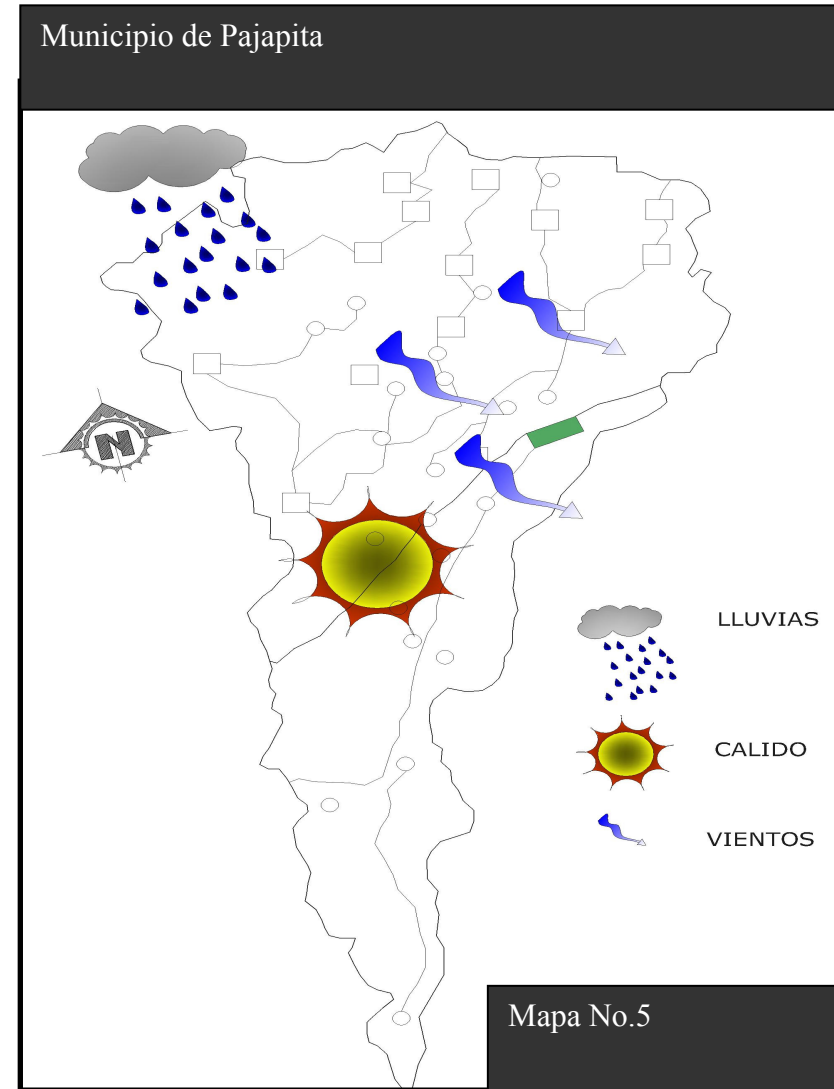 Municipio de Pajapita
N
LLUVIAS
CALIDO
VIENTOS
Mapa No.5